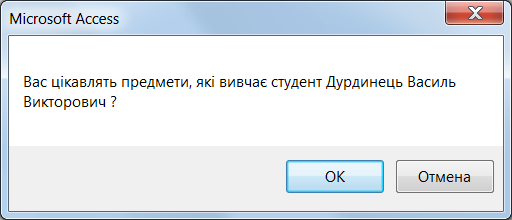 Microsoft Access
Вас цікавлять предмети, які вивчає студент Дурдинець Василь
Викторович ?
OK
Отмена